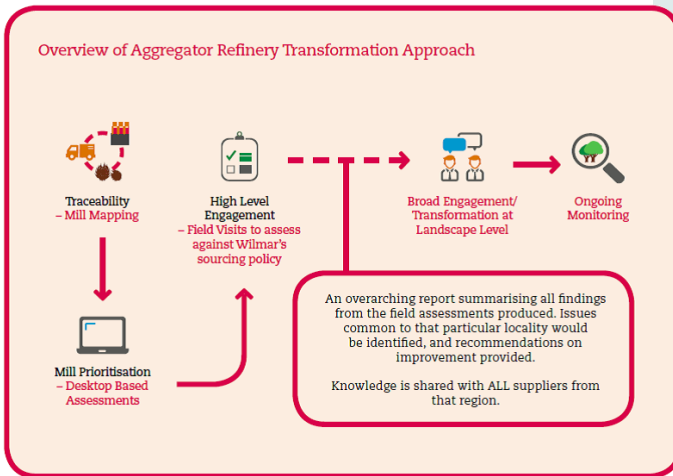 Overview of Aggregator Refinery Transformation Approach
Traceability
– Mill Mapping
High Level
Engagement
– Field Visits to assess
against Wilmar's
sourcing policy
Broad Engagement/
Transformation at
Landscape Level
Ongoing
Monitoring
Mill Prioritisation
– Desktop Based
Assessments
An overarching report summarising all findings
from the field assessments produced. Issues
common to that particular locality would
be identified, and recommendations on
improvement provided.
Knowledge is shared with ALL suppliers from
that region.